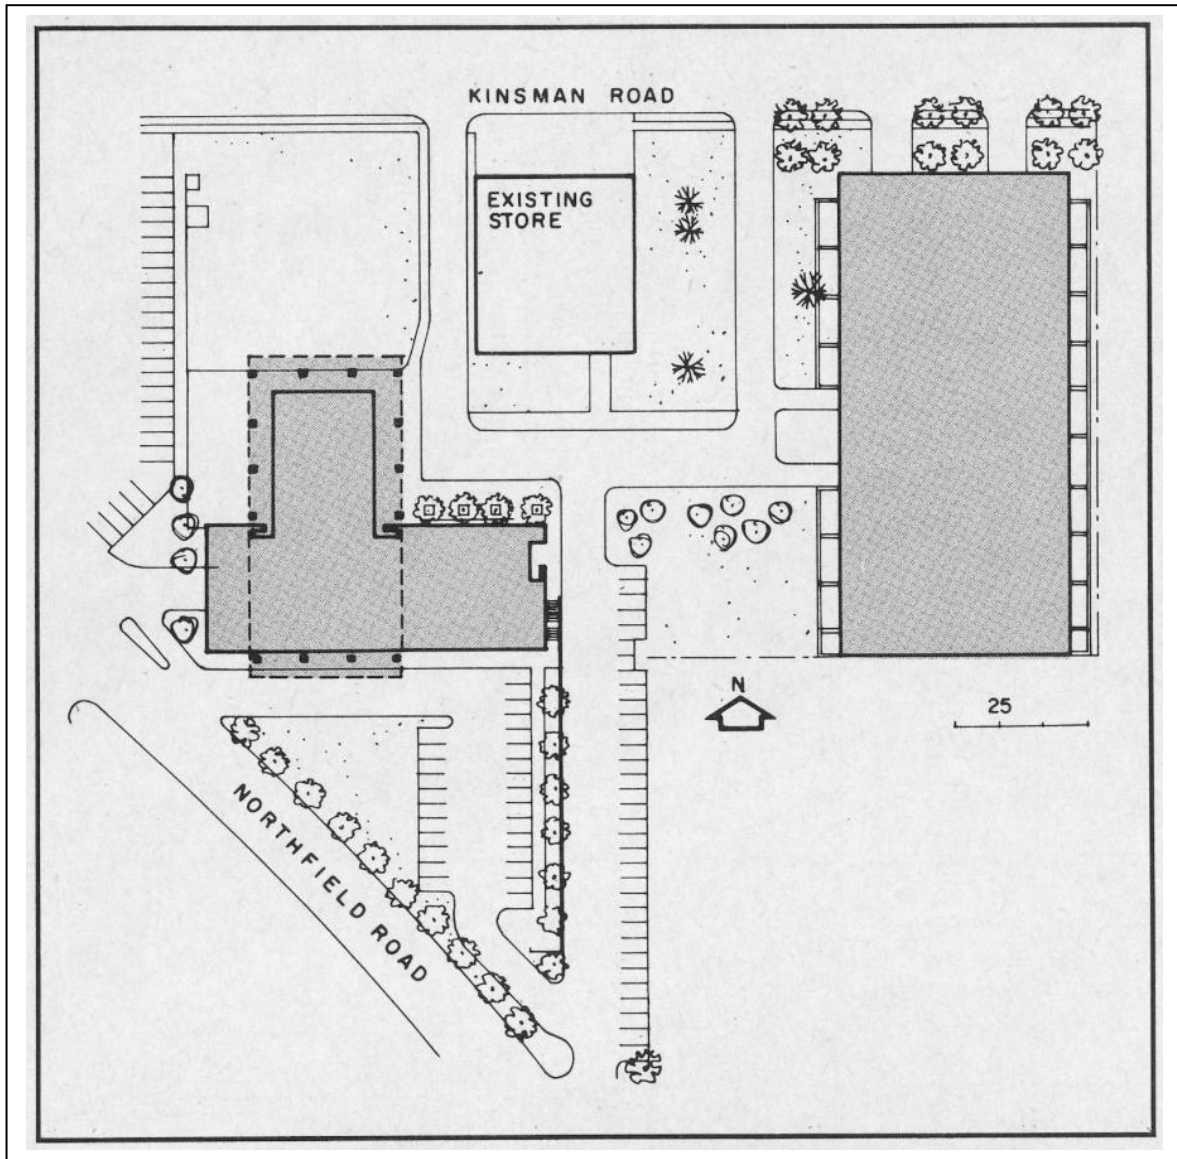 KINSMAN ROAD
EXISTING
STORE
N
25
NORTHFIELD ROAD